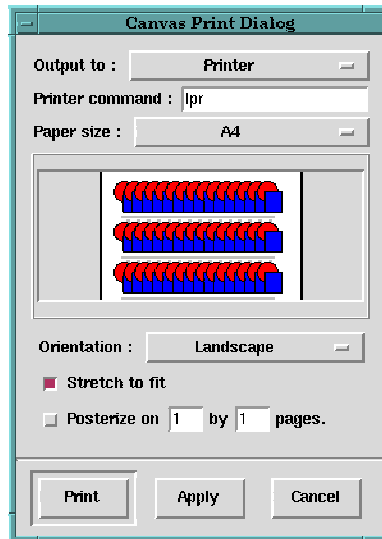 Canvas Print Dialog
Output to : Printer
Printer command : lpr
Paper size : A4
Orientation : Landscape
Stretch to fit
Posterize on 1 by 1 pages.
Print Apply Cancel